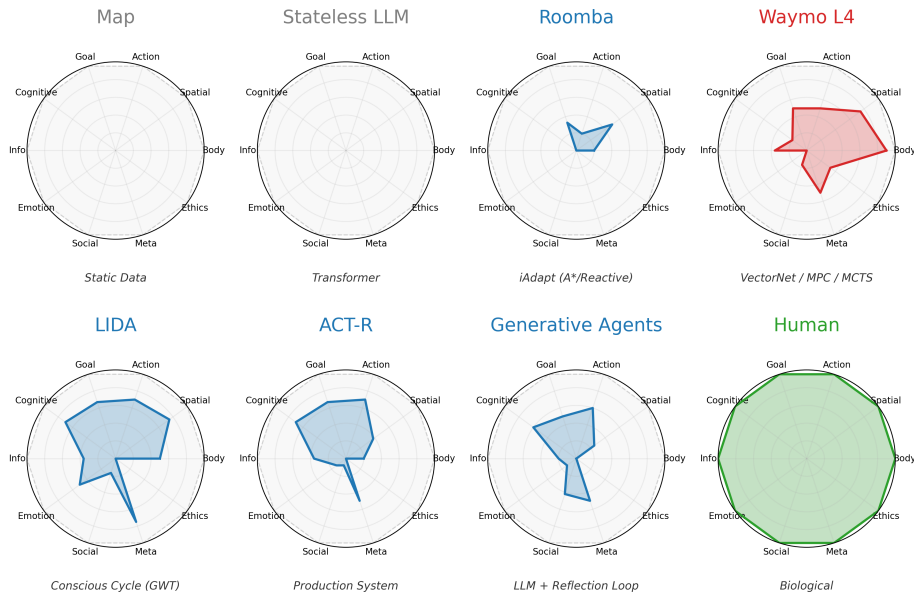 Map
Stateless LLM
Roomba
Waymo L4
Goal Action
Cognitive Spatial
Info Body
Emotion Ethics
Social Meta
Goal Action
Cognitive Spatial
Info Body
Emotion Ethics
Social Meta
Goal Action
Cognitive Spatial
Info Body
Emotion Ethics
Social Meta
Goal Action
Cognitive Spatial
Info Body
Emotion Ethics
Social Meta
Static Data
Transformer
iAdapt (A*/Reactive)
VectorNet / MPC / MCTS
LIDA
ACT-R
Generative Agents
Human
Goal Action
Cognitive Spatial
Info Body
Emotion Ethics
Social Meta
Goal Action
Cognitive Spatial
Info Body
Emotion Ethics
Social Meta
Goal Action
Cognitive Spatial
Info Body
Emotion Ethics
Social Meta
Goal Action
Cognitive Spatial
Info Body
Emotion Ethics
Social Meta
Conscious Cycle (GWT)
Production System
LLM + Reflection Loop
Biological